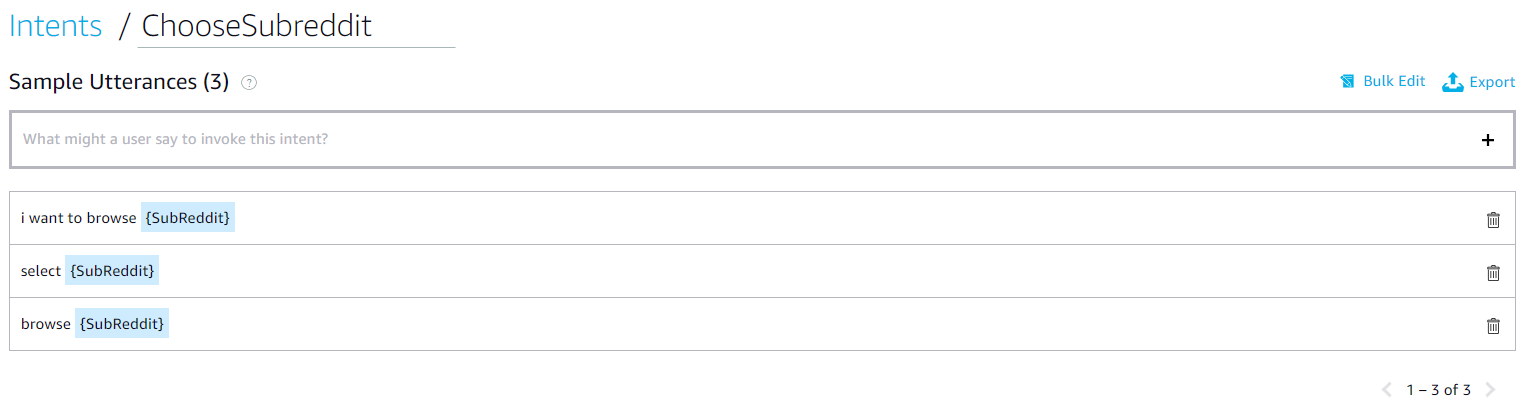 Intents / ChooseSubreddit
Sample Utterances (3) ? Bulk Edit Export
What might a user say to invoke this intent? +
i want to browse {SubReddit}
select {SubReddit}
browse {SubReddit}
1 – 3 of 3